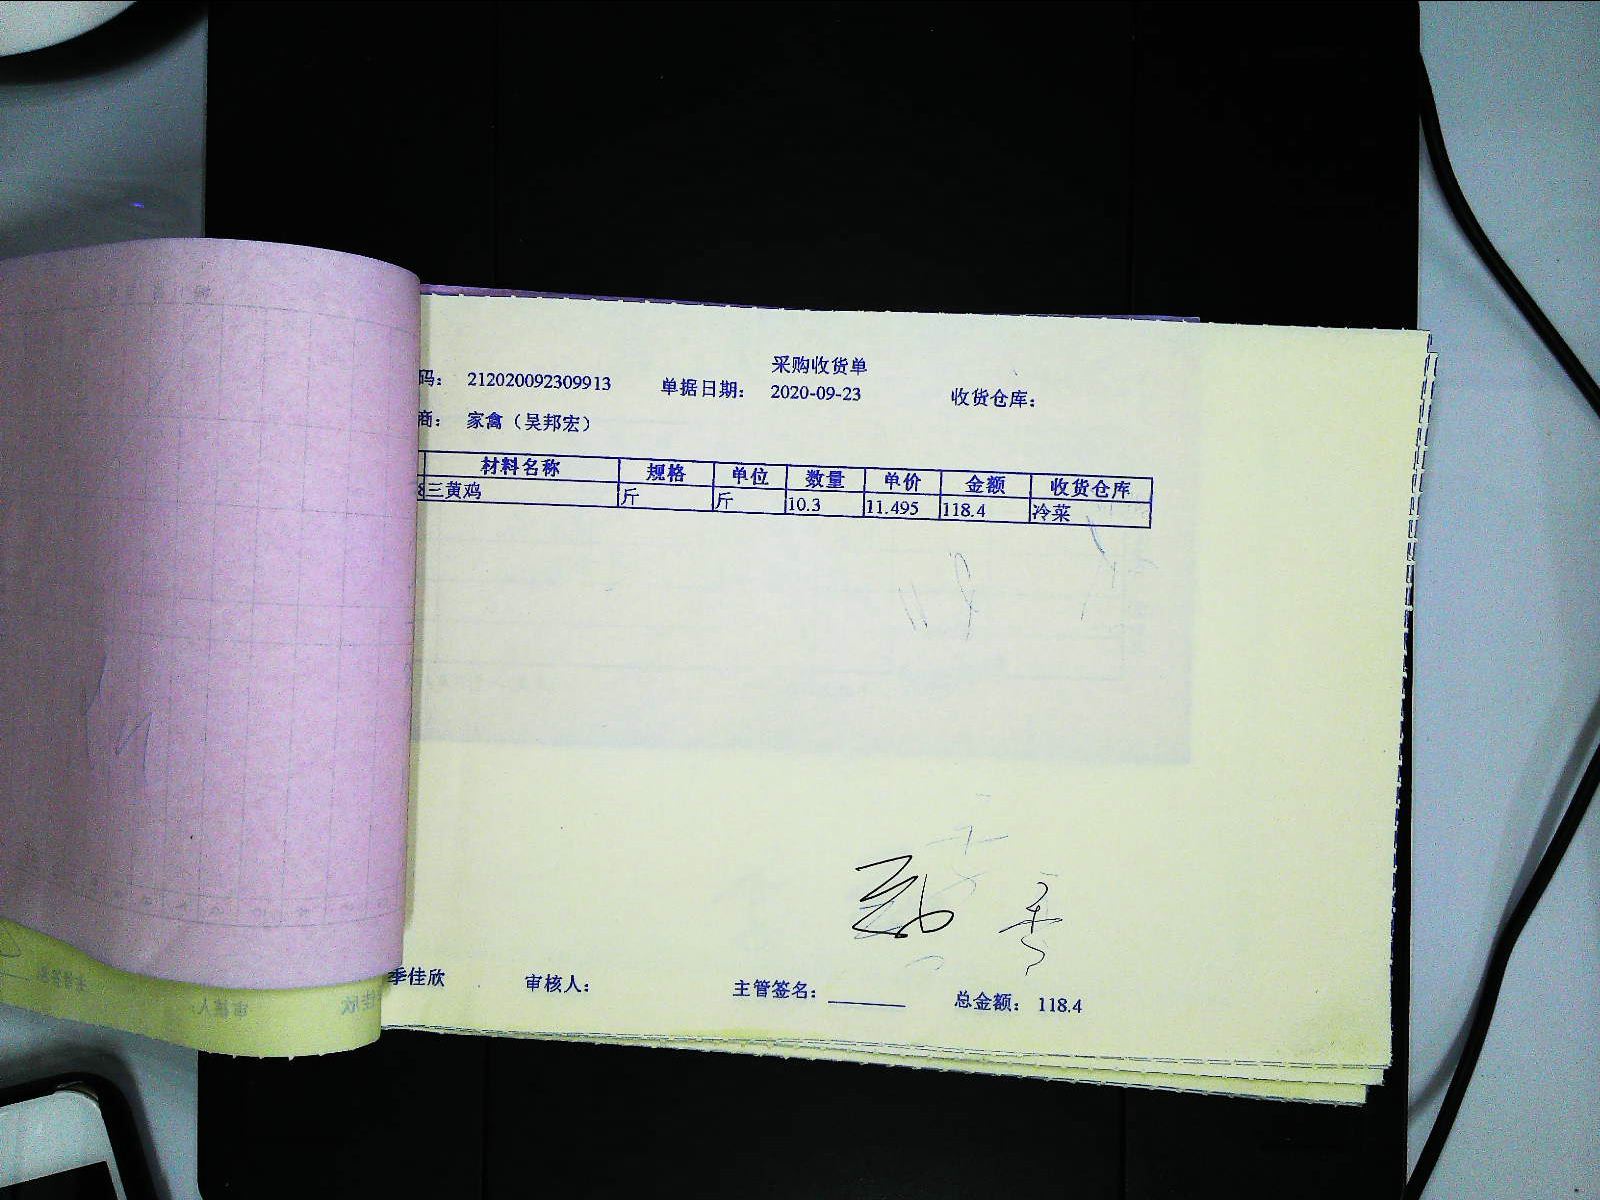 采购收货单
码： 212020092309913 单据日期： 2020-09-23 收货仓库：
商： 家禽（吴邦宏）
材料名称 规格 单位 数量 单价 金额 收货仓库
三黄鸡 斤 斤 10.3 11.495 118.4 冷菜
季佳欣 审核人： 主管签名： 总金额： 118.4